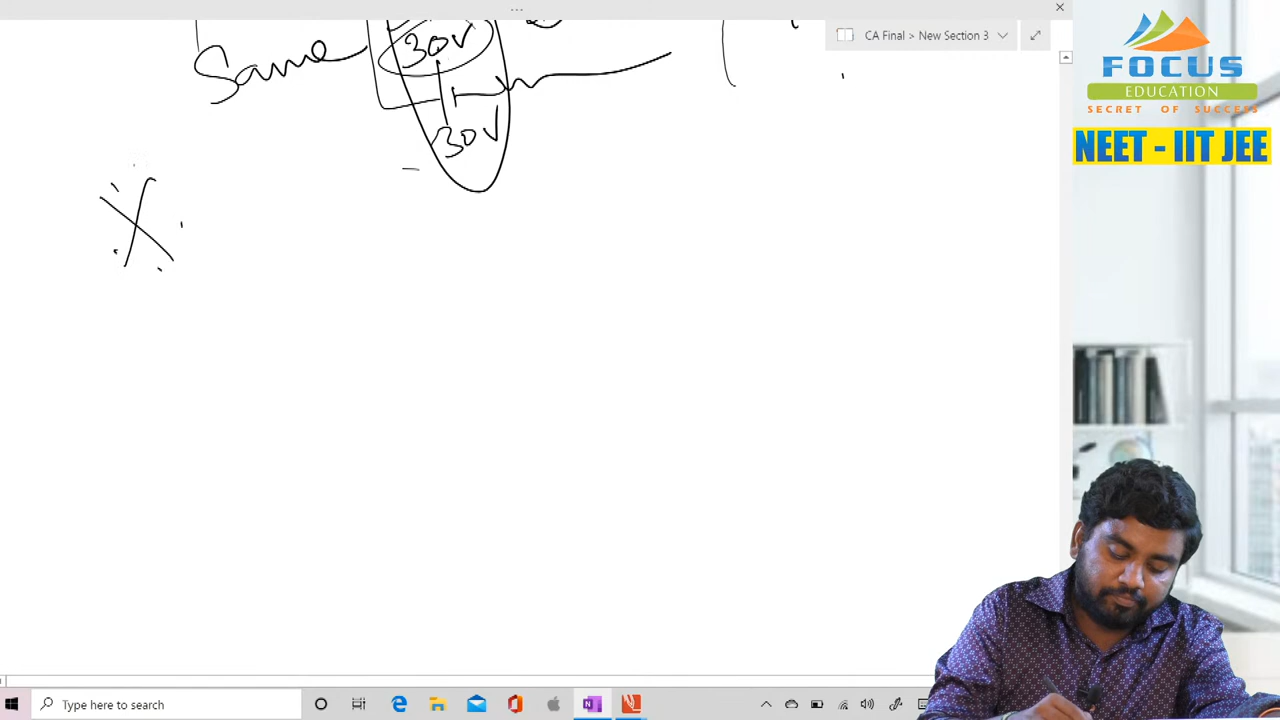 CA Final > New Section 3
30V
Same
30V
FOCUS
EDUCATION
SECRET OF SUCCESS
NEET - IIT JEE
Type here to search